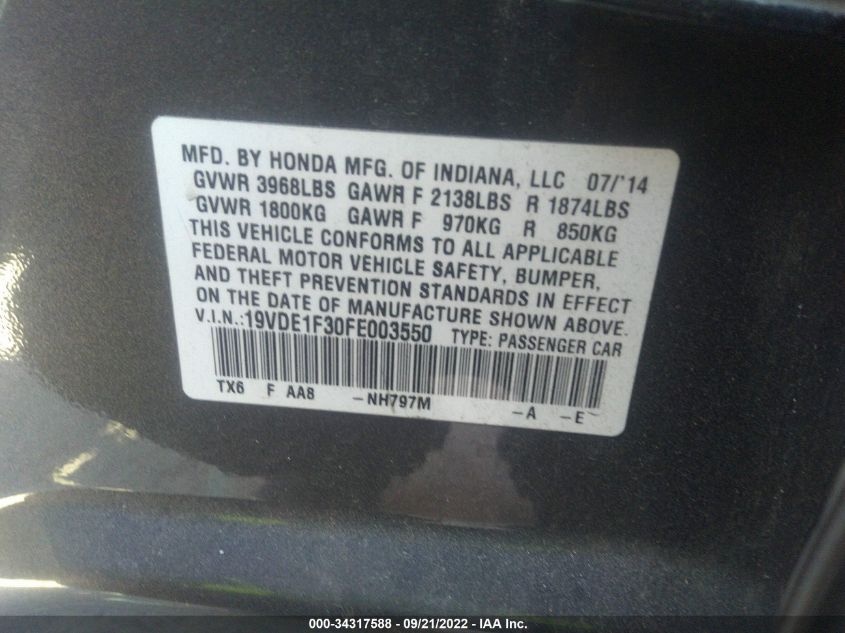 MFD. BY HONDA MFG. OF INDIANA, LLC 07/'14
GVWR 3968LBS GAWR F 2138LBS R 1874LBS
GVWR 1800KG GAWR F 970KG R 850KG
THIS VEHICLE CONFORMS TO ALL APPLICABLE
FEDERAL MOTOR VEHICLE SAFETY, BUMPER,
AND THEFT PREVENTION STANDARDS IN EFFECT
ON THE DATE OF MANUFACTURE SHOWN ABOVE.
V.I.N.:19VDE1F30FE003550 TYPE: PASSENGER CAR
TX6 F AA8 -NH797M -A -E
000-34317588 - 09/21/2022 - IAA Inc.